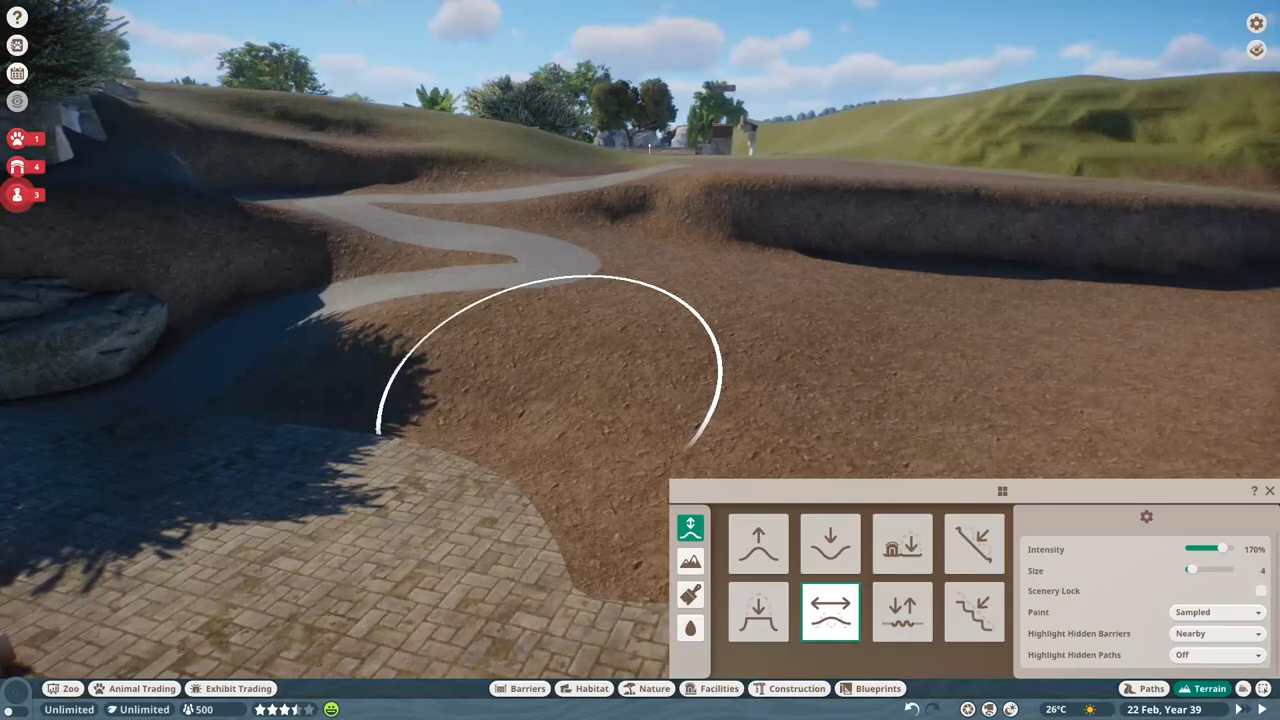 ?
1
4
3
?
Intensity 170%
Size 4
Scenery Lock
Paint Sampled
Highlight Hidden Barriers Nearby
Highlight Hidden Paths Off
Zoo Animal Trading Exhibit Trading Barriers Habitat Nature Facilities Construction Blueprints Paths Terrain
Unlimited Unlimited 500 26°C 22 Feb, Year 39